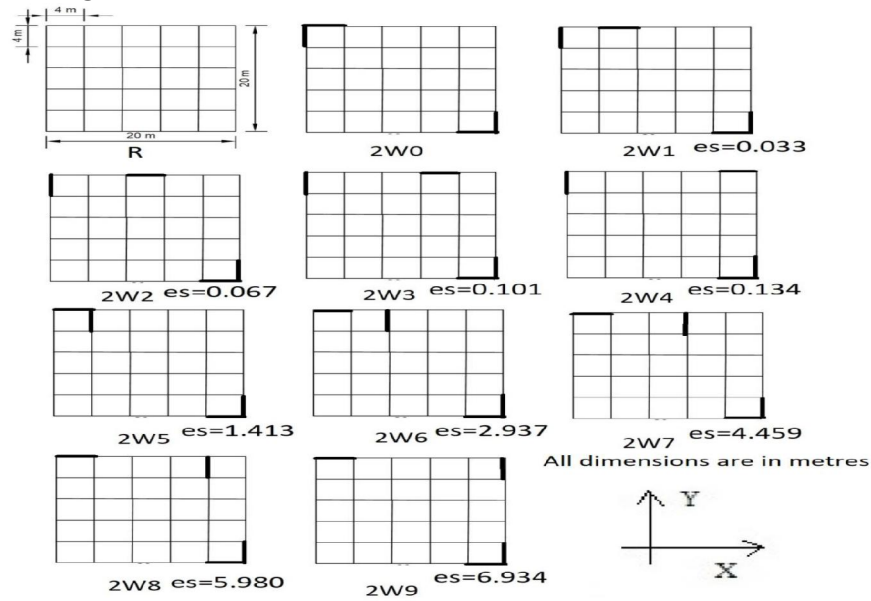 4 m
4m
20m
20 m
R
2W0
2W1 es=0.033
2W2 es=0.067
2W3 es=0.101
2W4 es=0.134
2W5 es=1.413
2W6 es=2.937
2W7 es=4.459
All dimensions are in metres
2W8 es=5.980
2W9 es=6.934
Y
X